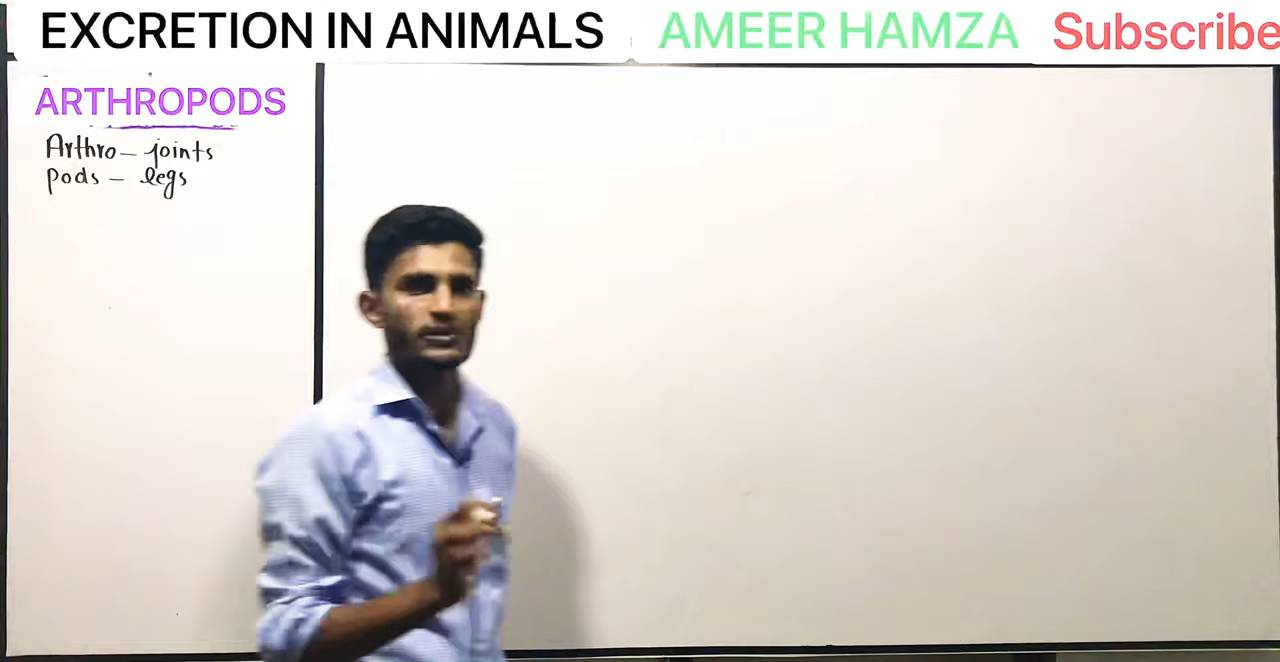 EXCRETION IN ANIMALS AMEER HAMZA Subscribe
ARTHROPODS
Arthro – joints
pods – legs